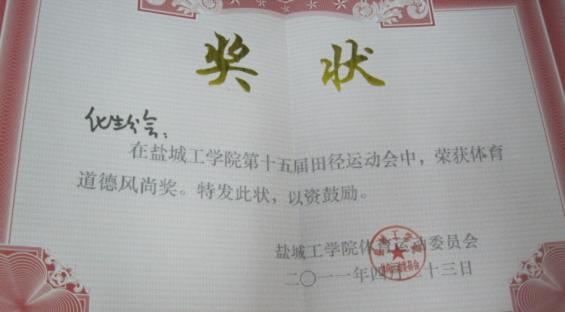 奖状
化生分会：
在盐城工学院第十五届田径运动会中，荣获体育
道德风尚奖。特发此状，以资鼓励。
盐城工学院体育运动委员会
二〇一一年四月二十三日